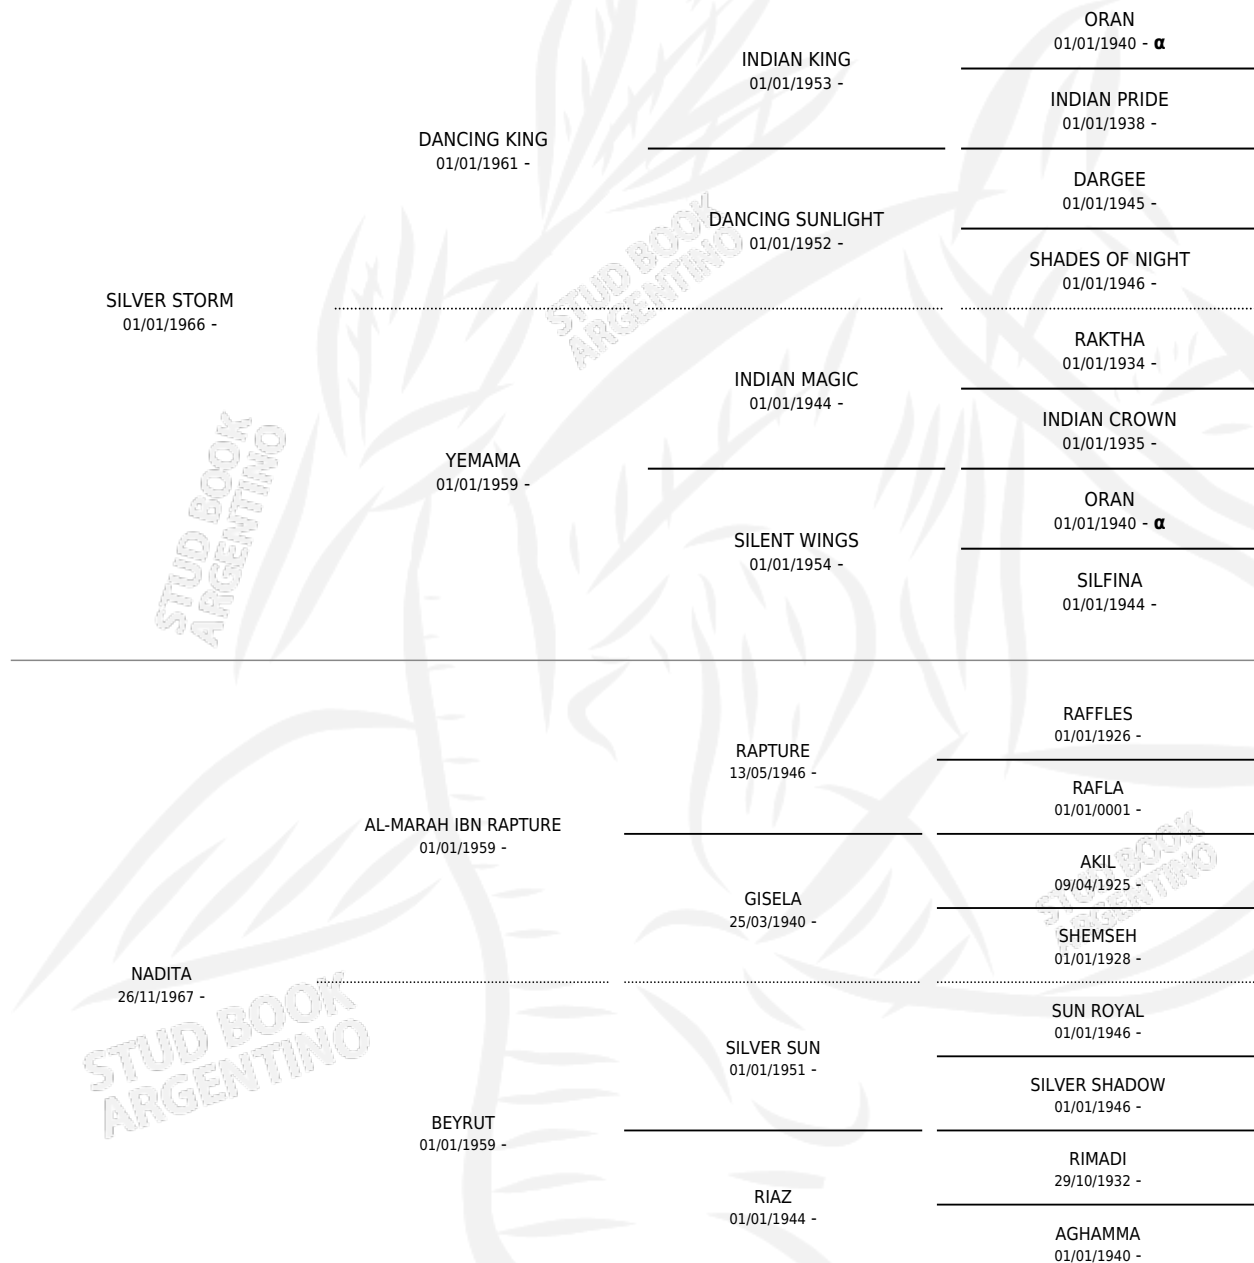 ORAN
01/01/1940 - α
INDIAN KING
01/01/1953 -
INDIAN PRIDE
01/01/1938 -
DANCING KING
01/01/1961 -
DARGEE
01/01/1945 -
DANCING SUNLIGHT
01/01/1952 -
SHADES OF NIGHT
01/01/1946 -
SILVER STORM
01/01/1966 -
RAKTHA
01/01/1934 -
INDIAN MAGIC
01/01/1944 -
INDIAN CROWN
01/01/1935 -
YEMAMA
01/01/1959 -
ORAN
01/01/1940 - α
SILENT WINGS
01/01/1954 -
SILFINA
01/01/1944 -
RAFFLES
01/01/1926 -
RAPTURE
13/05/1946 -
RAFLA
01/01/0001 -
AL-MARAH IBN RAPTURE
01/01/1959 -
AKIL
09/04/1925 -
GISELA
25/03/1940 -
SHEMSEH
01/01/1928 -
NADITA
26/11/1967 -
SUN ROYAL
01/01/1946 -
SILVER SUN
01/01/1951 -
SILVER SHADOW
01/01/1946 -
BEYRUT
01/01/1959 -
RIMADI
29/10/1932 -
RIAZ
01/01/1944 -
AGHAMMA
01/01/1940 -
STUD BOOK
ARGENTINO
STUD BOOK
ARGENTINO
STUD BOOK
ARGENTINO
STUD BOOK
ARGENTINO